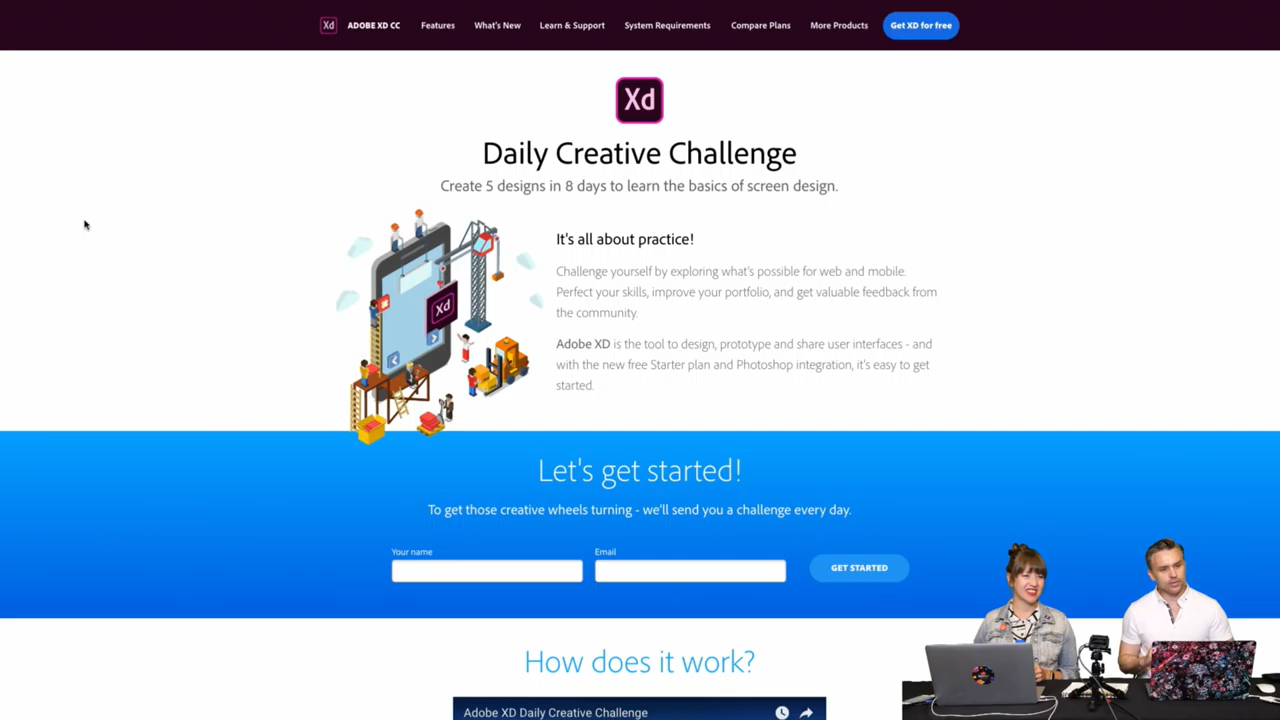 Xd ADOBE XD CC Features What's New Learn & Support System Requirements Compare Plans More Products Get XD for free
Xd
Daily Creative Challenge
Create 5 designs in 8 days to learn the basics of screen design.
Xd
It's all about practice!
Challenge yourself by exploring what's possible for web and mobile.
Perfect your skills, improve your portfolio, and get valuable feedback from
the community.
Adobe XD is the tool to design, prototype and share user interfaces - and
with the new free Starter plan and Photoshop integration, it's easy to get
started.
Let's get started!
To get those creative wheels turning - we'll send you a challenge every day.
Your name Email
GET STARTED
How does it work?
Adobe XD Daily Creative Challenge